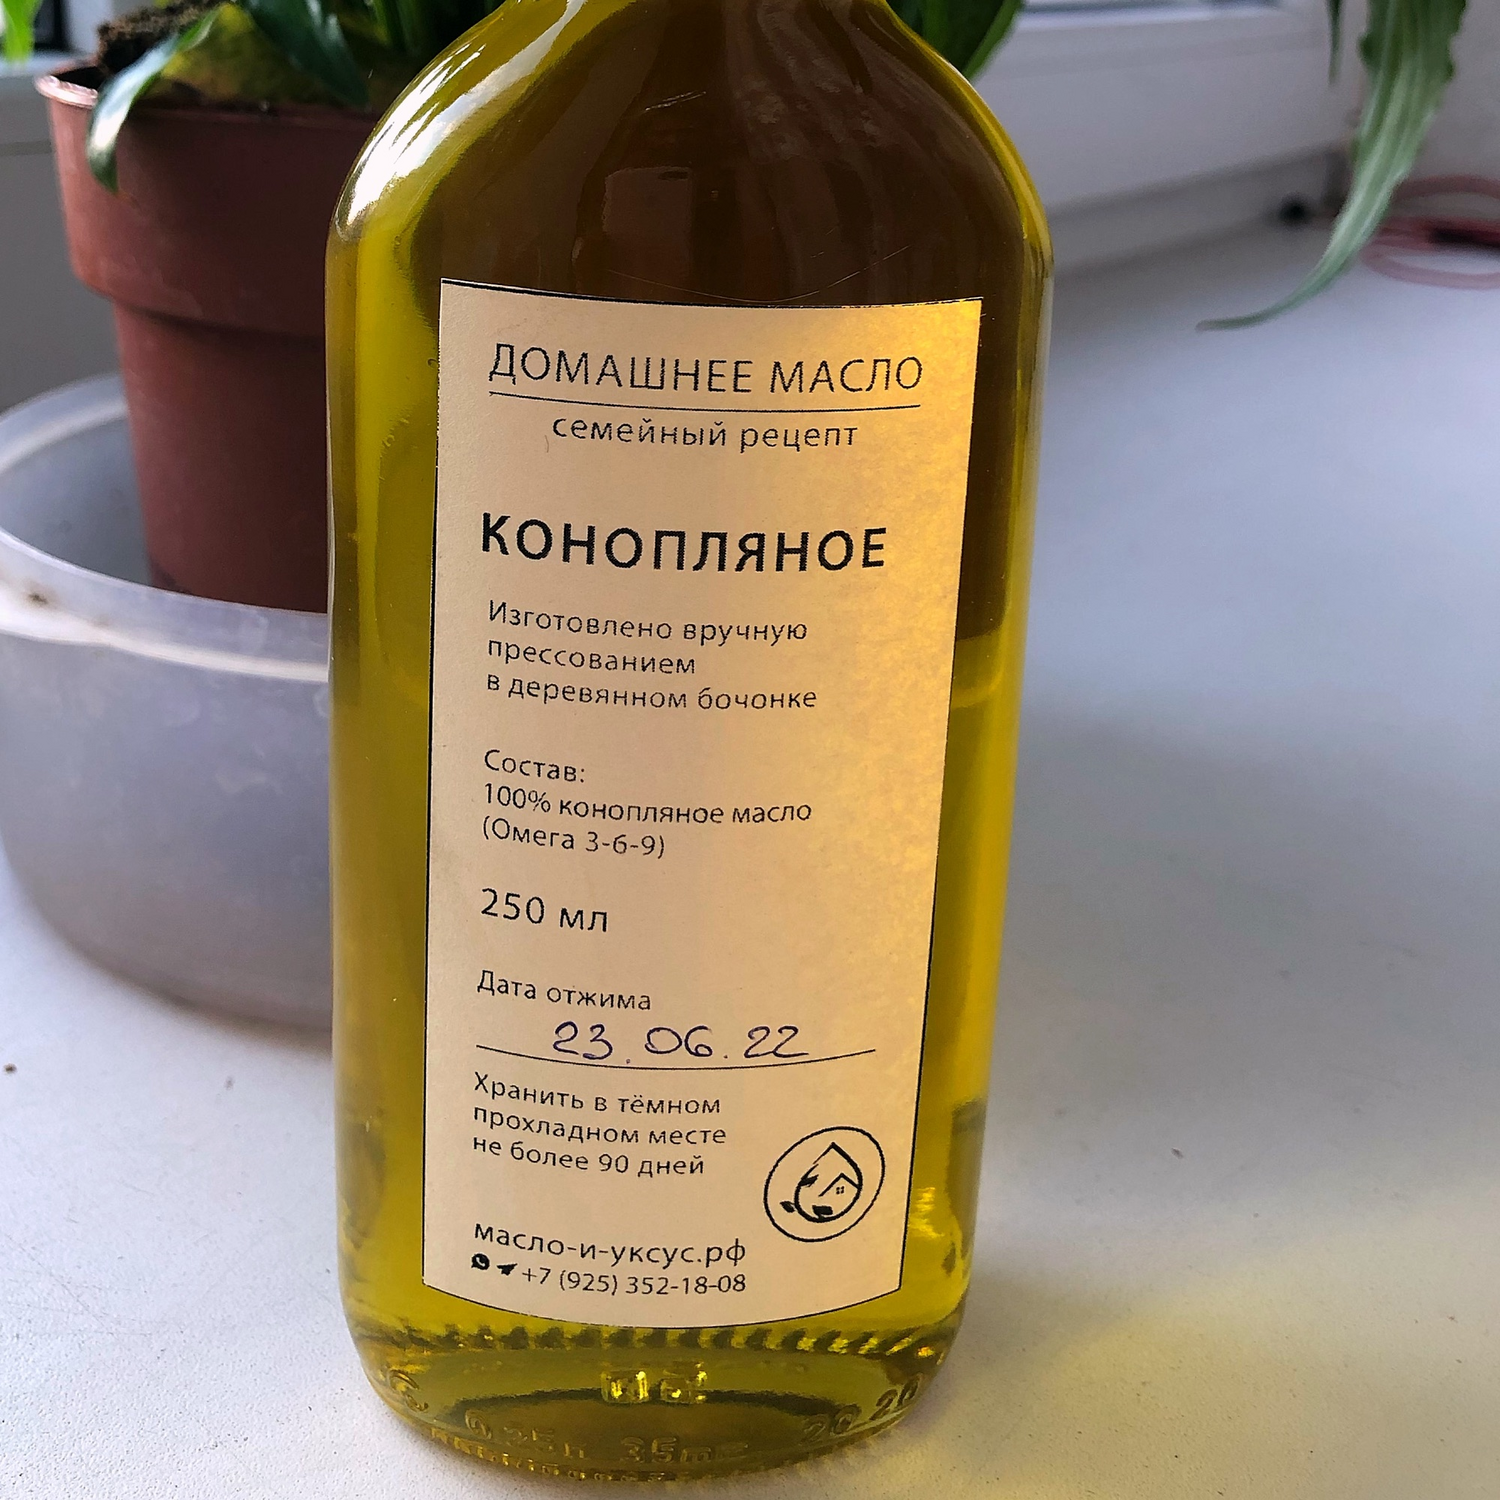 ДОМАШНЕЕ МАСЛО
семейный рецепт
КОНОПЛЯНОЕ
Изготовлено вручную
прессованием
в деревянном бочонке
Состав:
100% конопляное масло
(Омега 3-6-9)
250 мл
Дата отжима
23.06.22
Хранить в тёмном
прохладном месте
не более 90 дней
масло-и-уксус.рф
+7 (925) 352-18-08